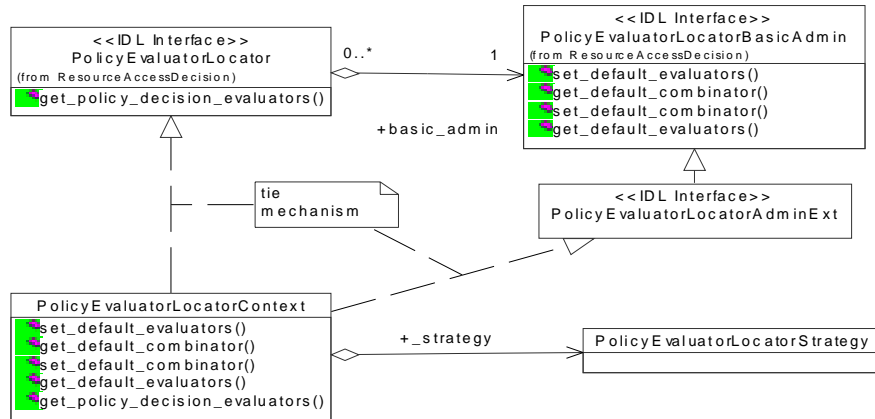 <<IDL Interface>>
PolicyEvaluatorLocator
(from ResourceAccessDecision)
get_policy_decision_evaluators()
0..*
1
+basic_admin
<<IDL Interface>>
PolicyEvaluatorLocatorBasicAdmin
(from ResourceAccessDecision)
set_default_evaluators()
get_default_combinator()
set_default_combinator()
get_default_evaluators()
tie
mechanism
<<IDL Interface>>
PolicyEvaluatorLocatorAdminExt
PolicyEvaluatorLocatorContext
set_default_evaluators()
get_default_combinator()
set_default_combinator()
get_default_evaluators()
get_policy_decision_evaluators()
+_strategy
PolicyEvaluatorLocatorStrategy